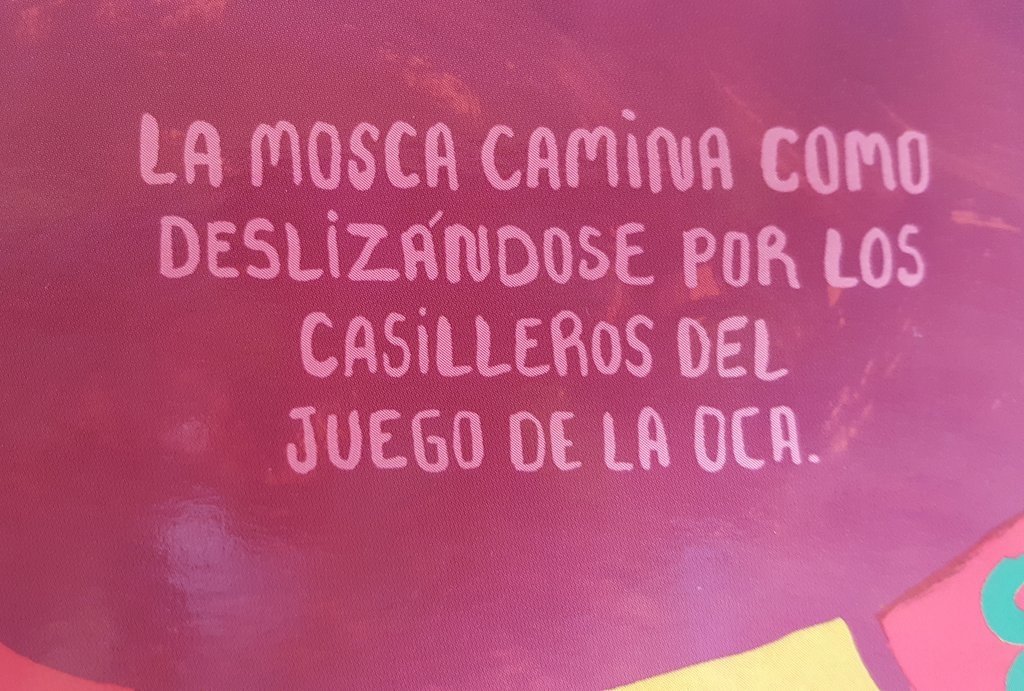 LA MOSCA CAMINA COMO
DESLIZÁNDOSE POR LOS
CASILLEROS DEL
JUEGO DE LA OCA.